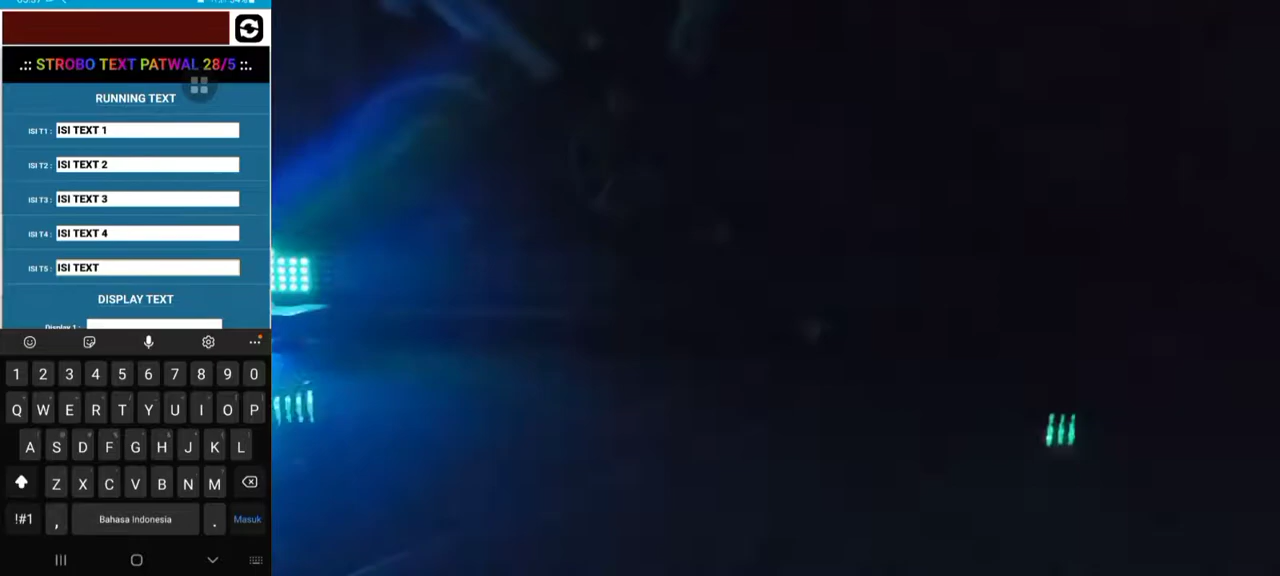 .:: STROBO TEXT PATWAL 28/5 ::.
RUNNING TEXT
ISI T1 : ISI TEXT 1
ISI T2 : ISI TEXT 2
ISI T3 : ISI TEXT 3
ISI T4 : ISI TEXT 4
ISI T5 : ISI TEXT
DISPLAY TEXT
Display 1 :
1 2 3 4 5 6 7 8 9 0
Q W E R T Y U I O P
A S D F G H J K L
Z X C V B N M
!#1 , Bahasa Indonesia . Masuk